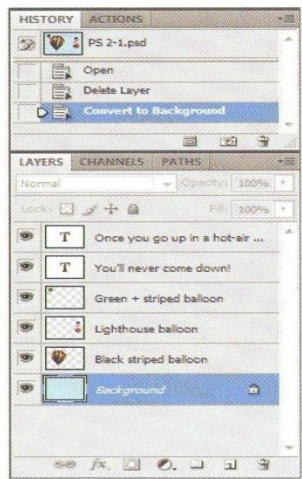 HISTORY ACTIONS
PS 2-1.psd
Open
Delete Layer
Convert to Background
LAYERS CHANNELS PATHS
Normal Opacity: 100%
Lock: Fill: 100%
T Once you go up in a hot-air ...
T You'll never come down!
Green + striped balloon
Lighthouse balloon
Black striped balloon
Background
fx.